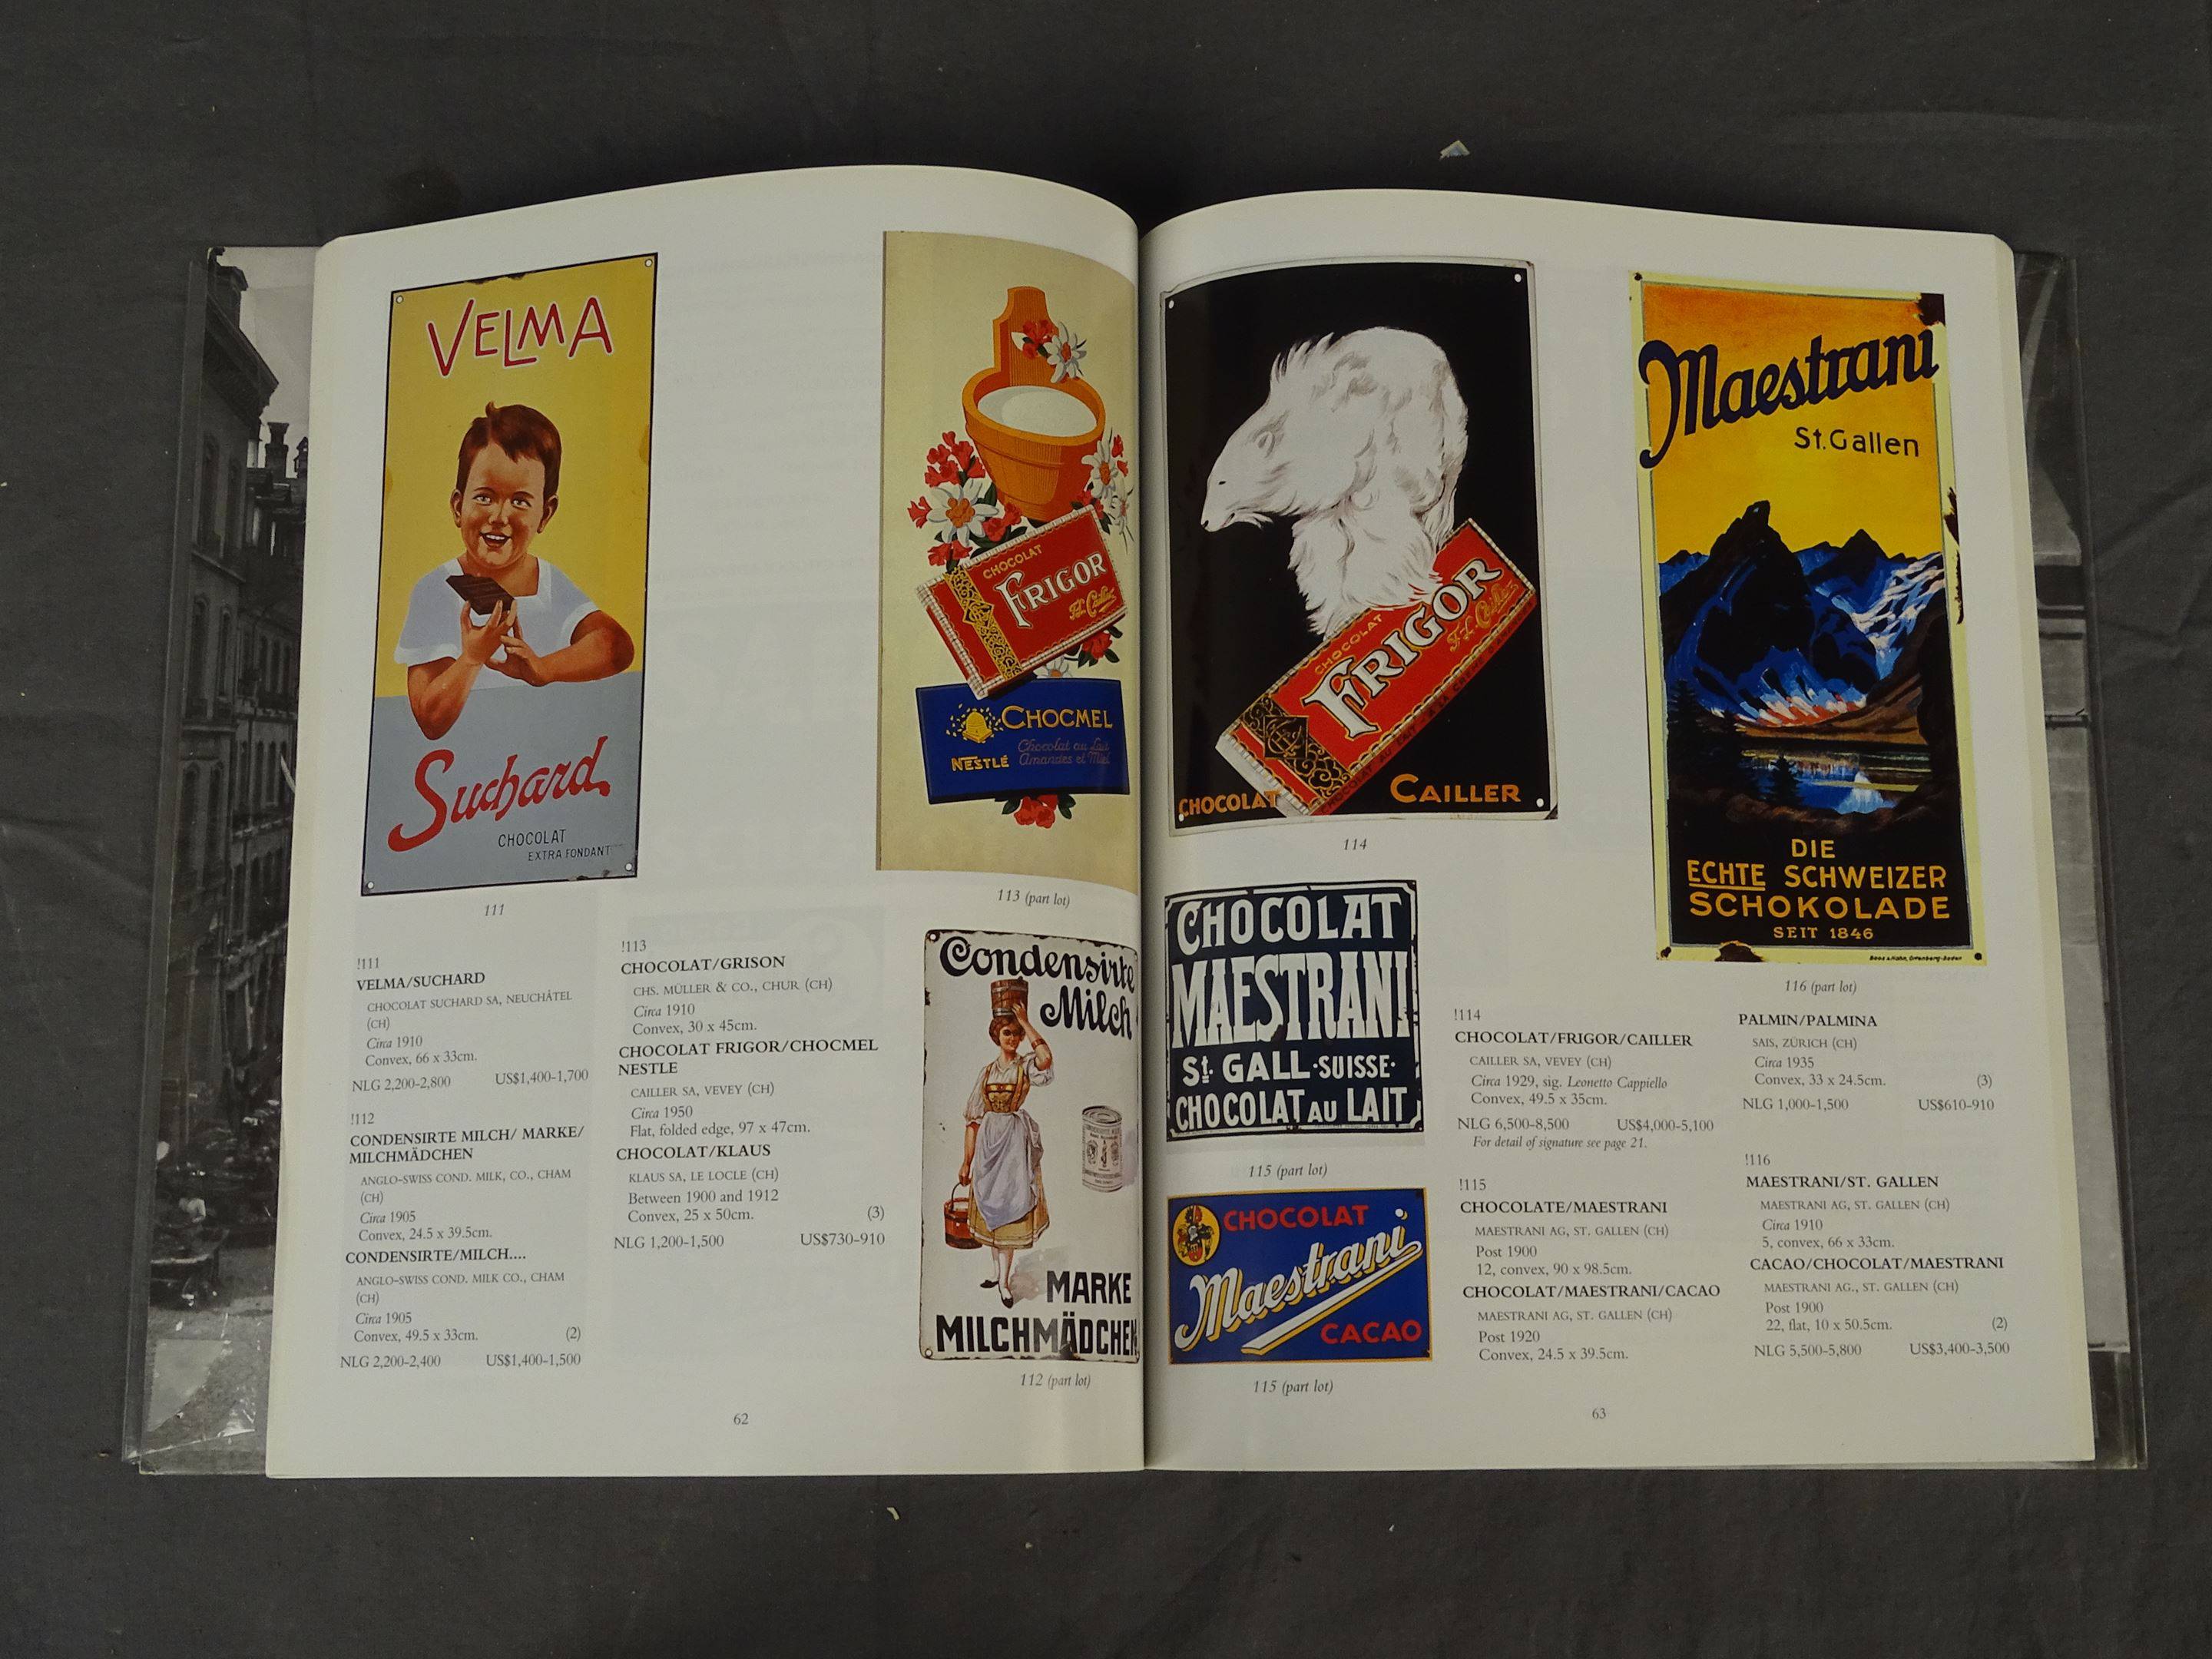 VELMA
Suchard
CHOCOLAT
EXTRA FONDANT
111
CHOCOLAT
FRIGOR
F.L. Cailler
CHOCMEL
NESTLÉ
Chocolat au Lait
Amandes et Miel
113 (part lot)
!111
VELMA/SUCHARD
CHOCOLAT SUCHARD SA, NEUCHÂTEL
(CH)
Circa 1910
Convex, 66 x 33cm.
NLG 2,200-2,800 US$1,400-1,700
!112
CONDENSIRTE MILCH/ MARKE/
MILCHMÄDCHEN
ANGLO-SWISS COND. MILK, CO., CHAM
(CH)
Circa 1905
Convex, 24.5 x 39.5cm.
CONDENSIRTE/MILCH....
ANGLO-SWISS COND. MILK CO., CHAM
(CH)
Circa 1905
Convex, 49.5 x 33cm. (2)
NLG 2,200-2,400 US$1,400-1,500
!113
CHOCOLAT/GRISON
CHS. MÜLLER & CO., CHUR (CH)
Circa 1910
Convex, 30 x 45cm.
CHOCOLAT FRIGOR/CHOCMEL
NESTLE
CAILLER SA, VEVEY (CH)
Circa 1950
Flat, folded edge, 97 x 47cm.
CHOCOLAT/KLAUS
KLAUS SA, LE LOCLE (CH)
Between 1900 and 1912
Convex, 25 x 50cm. (3)
NLG 1,200-1,500 US$730-910
Condensirte
Milch
MARKE
MILCHMÄDCHEN
112 (part lot)
62
CHOCOLAT
FRIGOR
F.L. Cailler
CHOCOLAT AU LAIT
CHOCOLAT CAILLER
114
Maestrani
St. Gallen
DIE
ECHTE SCHWEIZER
SCHOKOLADE
SEIT 1846
Boos & Hahn, Ortenberg-Baden
116 (part lot)
CHOCOLAT
MAESTRANI
St. GALL·SUISSE·
CHOCOLAT AU LAIT
115 (part lot)
CHOCOLAT
Maestrani
CACAO
115 (part lot)
!114
CHOCOLAT/FRIGOR/CAILLER
CAILLER SA, VEVEY (CH)
Circa 1929, sig. Leonetto Cappiello
Convex, 49.5 x 35cm.
NLG 6,500-8,500 US$4,000-5,100
For detail of signature see page 21.
!115
CHOCOLATE/MAESTRANI
MAESTRANI AG, ST. GALLEN (CH)
Post 1900
12, convex, 90 x 98.5cm.
CHOCOLAT/MAESTRANI/CACAO
MAESTRANI AG, ST. GALLEN (CH)
Post 1920
Convex, 24.5 x 39.5cm.
PALMIN/PALMINA
SAIS, ZÜRICH (CH)
Circa 1935
Convex, 33 x 24.5cm. (3)
NLG 1,000-1,500 US$610-910
!116
MAESTRANI/ST. GALLEN
MAESTRANI AG, ST. GALLEN (CH)
Circa 1910
5, convex, 66 x 33cm.
CACAO/CHOCOLAT/MAESTRANI
MAESTRANI AG., ST. GALLEN (CH)
Post 1900
22, flat, 10 x 50.5cm. (2)
NLG 5,500-5,800 US$3,400-3,500
63